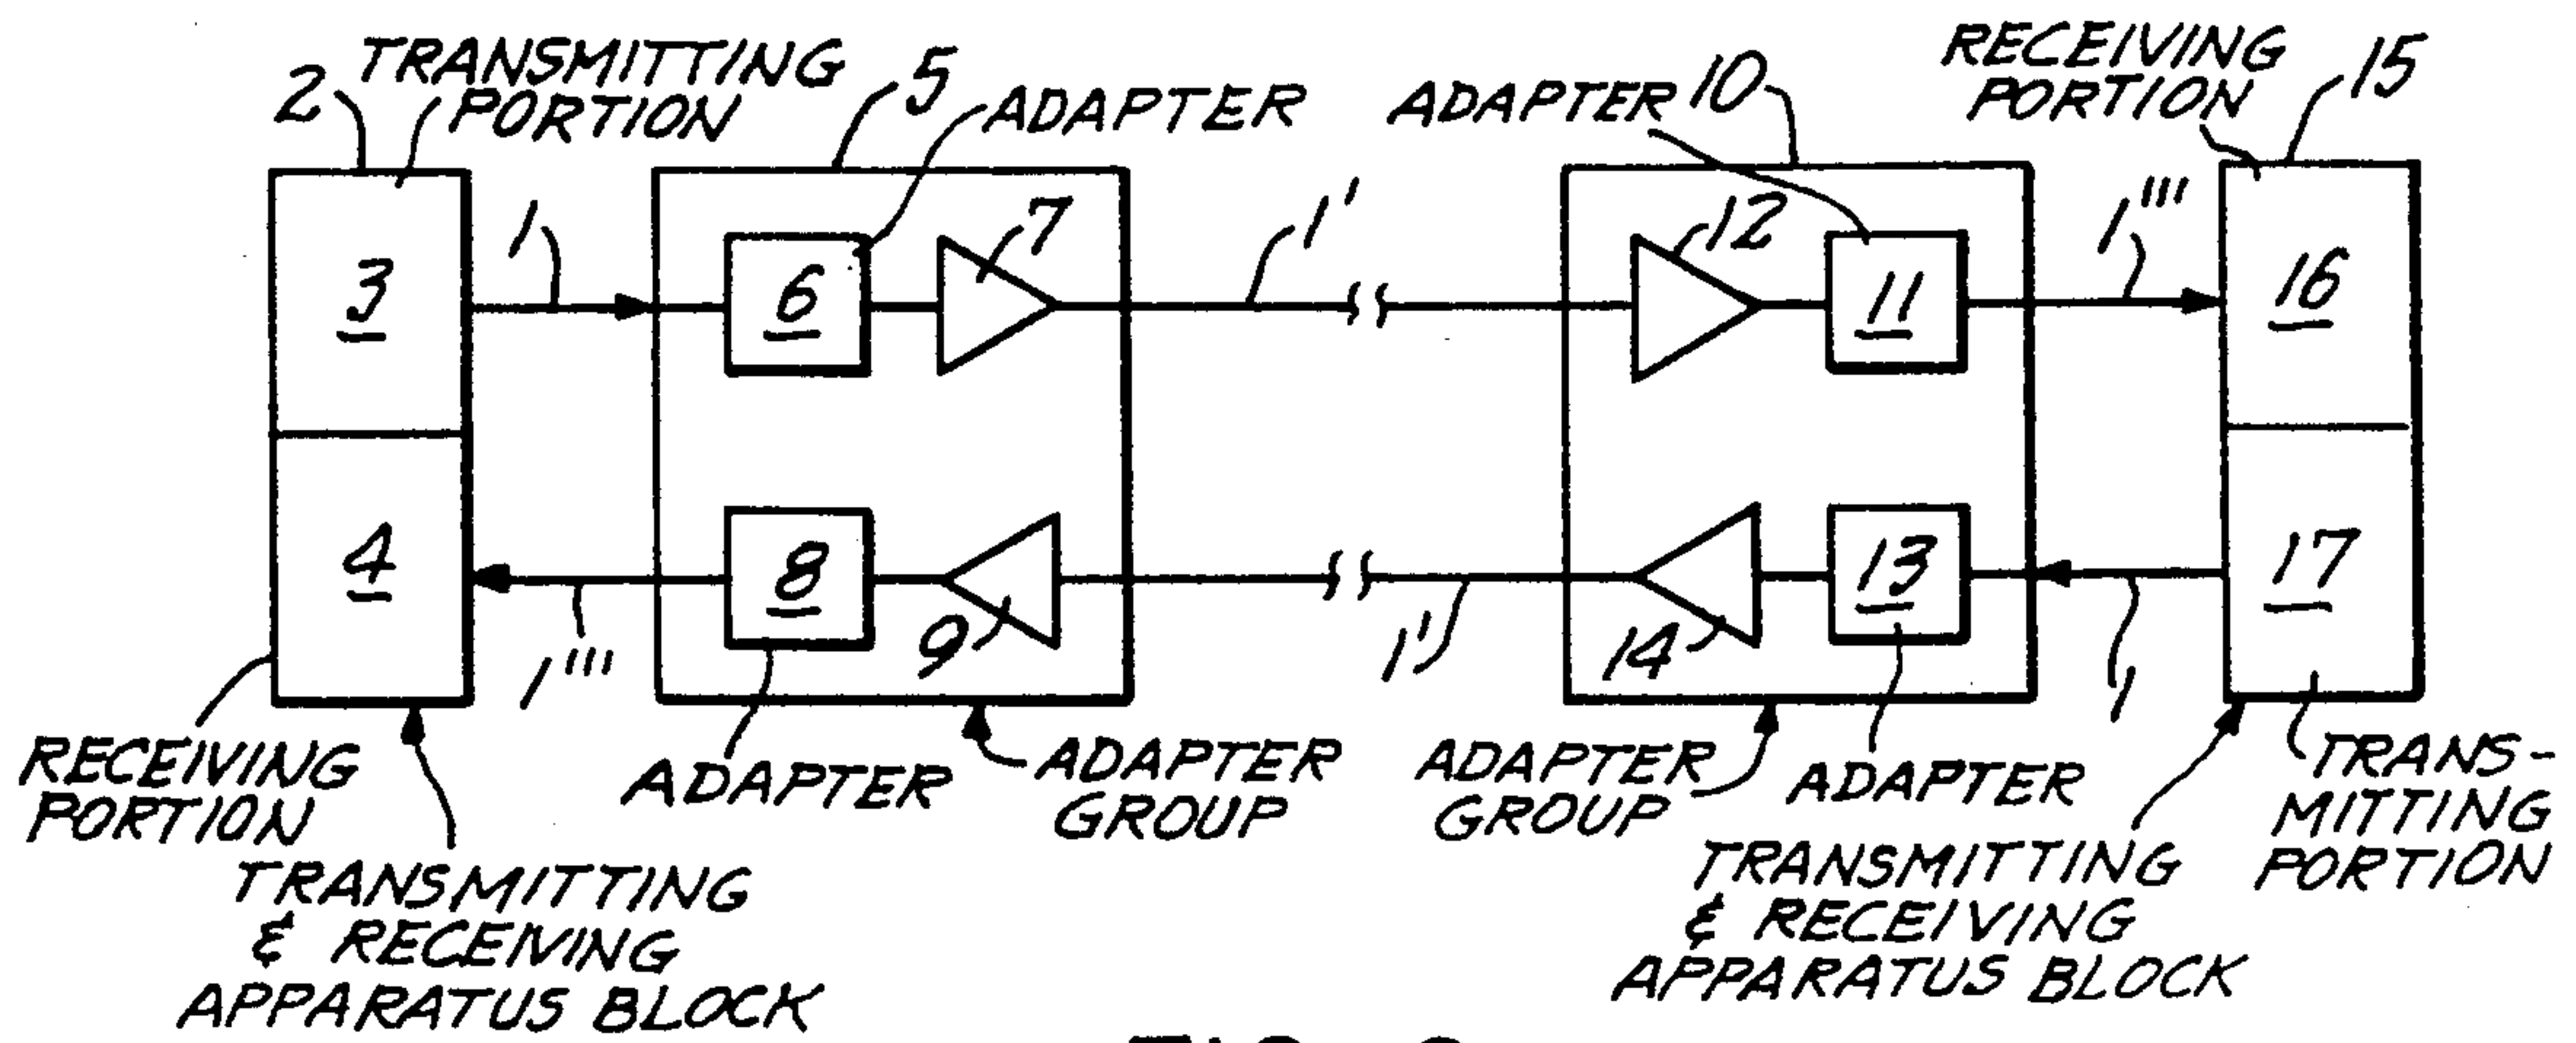 2
TRANSMITTING
PORTION
5
ADAPTER
ADAPTER
10
RECEIVING
PORTION
15
3
1
6
7
1'
12
11
1'''
16
4
1'''
8
9
1'
14
13
1
17
RECEIVING
PORTION
TRANSMITTING
& RECEIVING
APPARATUS BLOCK
ADAPTER
ADAPTER
GROUP
ADAPTER
GROUP
ADAPTER
TRANSMITTING
& RECEIVING
APPARATUS BLOCK
TRANS-
MITTING
PORTION